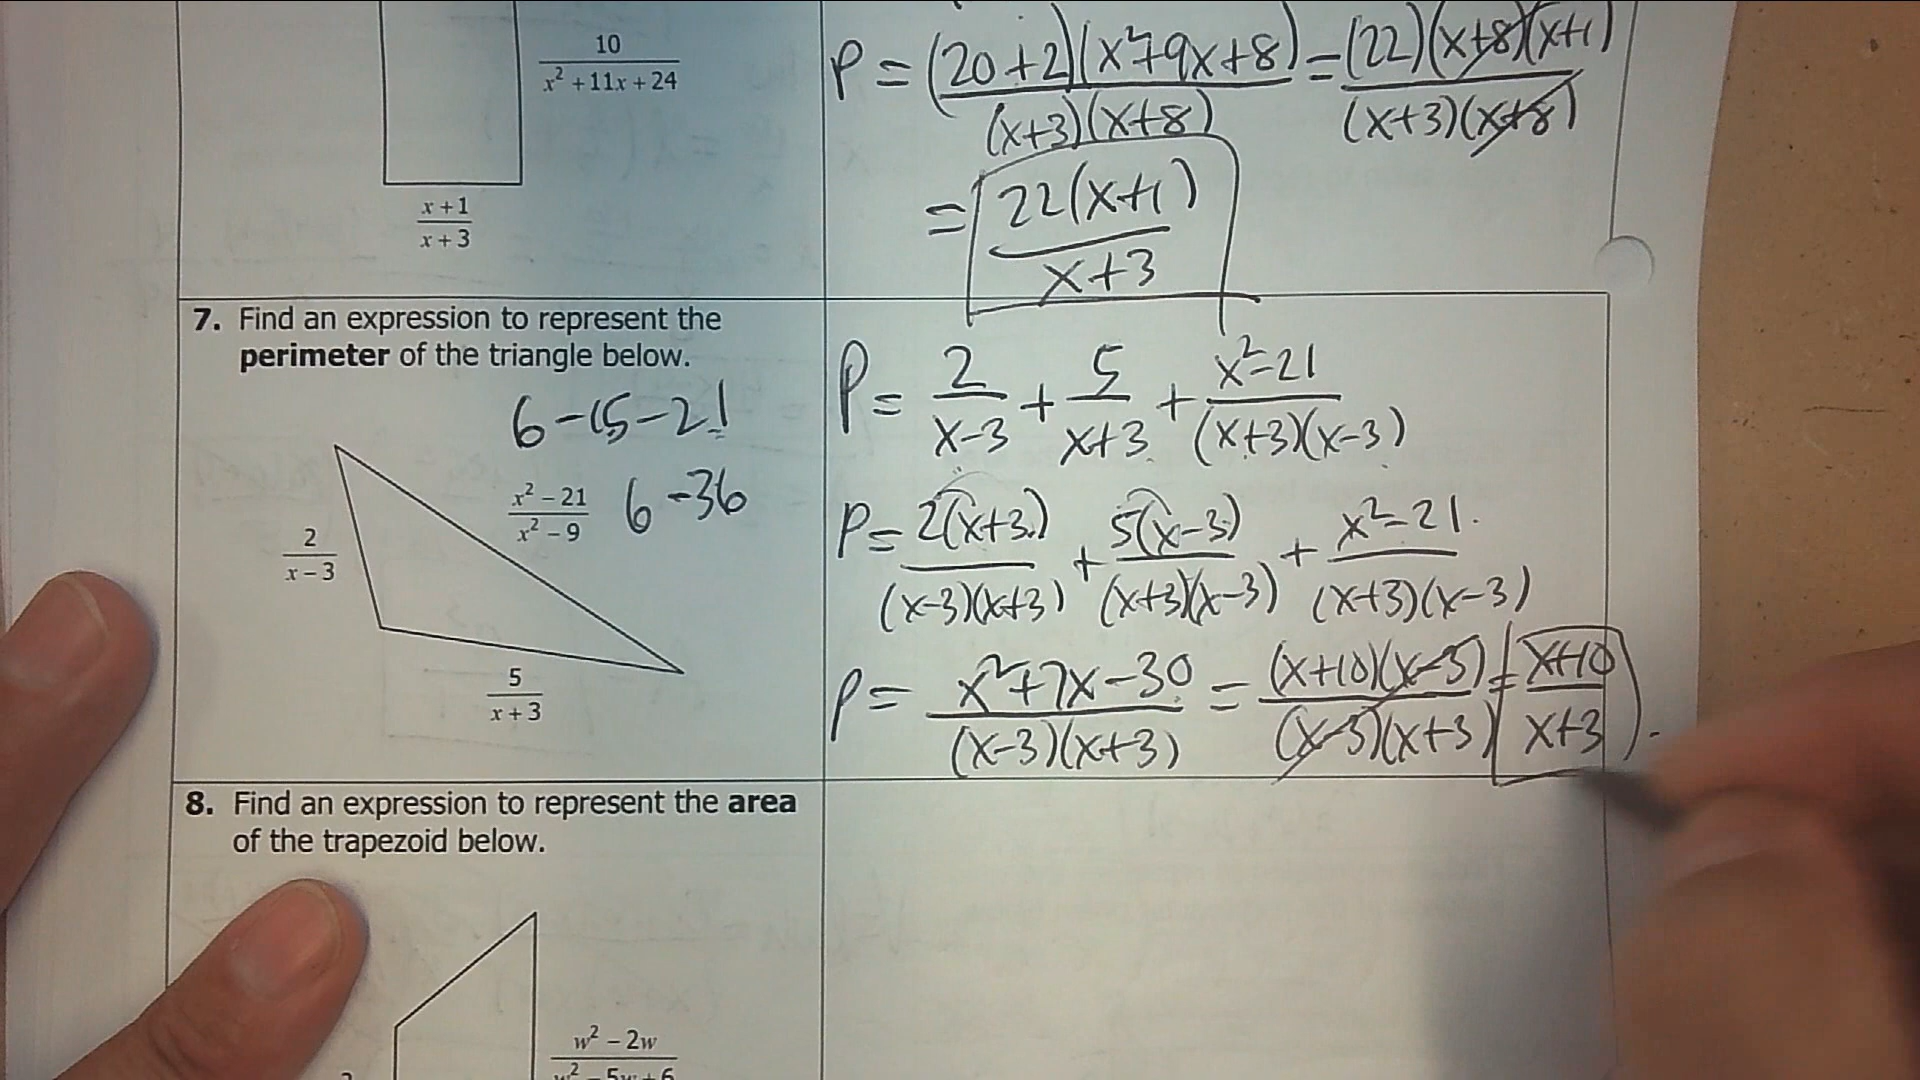 10
x² + 11x + 24
x + 1
x + 3
P = (20+2)(x²+9x+8) = (22)(x+8)(x+1)
(x+3)(x+8) (x+3)(x+8)
= 22(x+1)
x+3
7. Find an expression to represent the
perimeter of the triangle below.
6-15-21
x² − 21
x² − 9
6-36
2
x − 3
5
x + 3
P = 2 + 5 + x²-21
x-3 x+3 (x+3)(x-3)
P = 2(x+3) + 5(x-3) + x²-21
(x-3)(x+3) (x+3)(x-3) (x+3)(x-3)
P = x²+7x-30 = (x+10)(x-3) = x+10
(x-3)(x+3) (x-3)(x+3) x+3
8. Find an expression to represent the area
of the trapezoid below.
w² − 2w
w² − 5w + 6